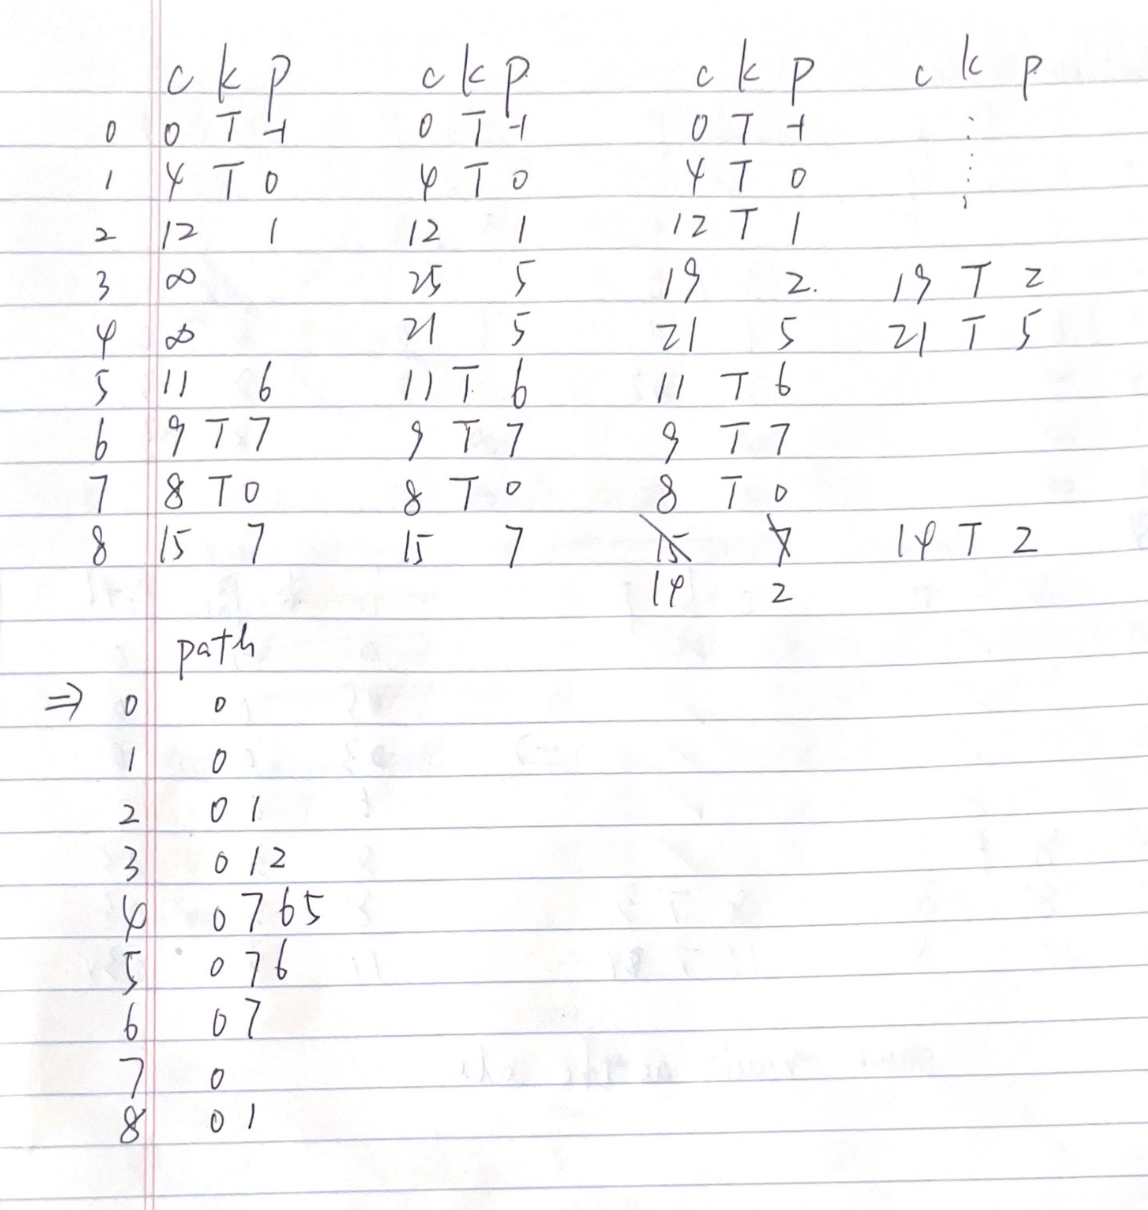 c k p c k p c k p c k p
0 0 T -1 0 T -1 0 T -1 ⋮
1 4 T 0 4 T 0 4 T 0 ⋮
2 12 1 12 1 12 T 1
3 ∞ 25 5 19 2. 19 T 2
4 ∞ 21 5 21 5 21 T 5
5 11 6 11 T 6 11 T 6
6 9 T 7 9 T 7 9 T 7
7 8 T 0 8 T 0 8 T 0
8 15 7 15 7 15 7 14 T 2
14 2
path
⇒ 0 0
1 0
2 0 1
3 0 1 2
4 0 7 6 5
5 0 7 6
6 0 7
7 0
8 0 1